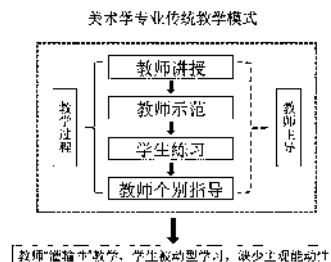 美术学专业传统教学模式
教师讲授
教师示范
学生练习
教师个别指导
教学过程
教师主导
教师“灌输式”教学，学生被动型学习，缺少主观能动性